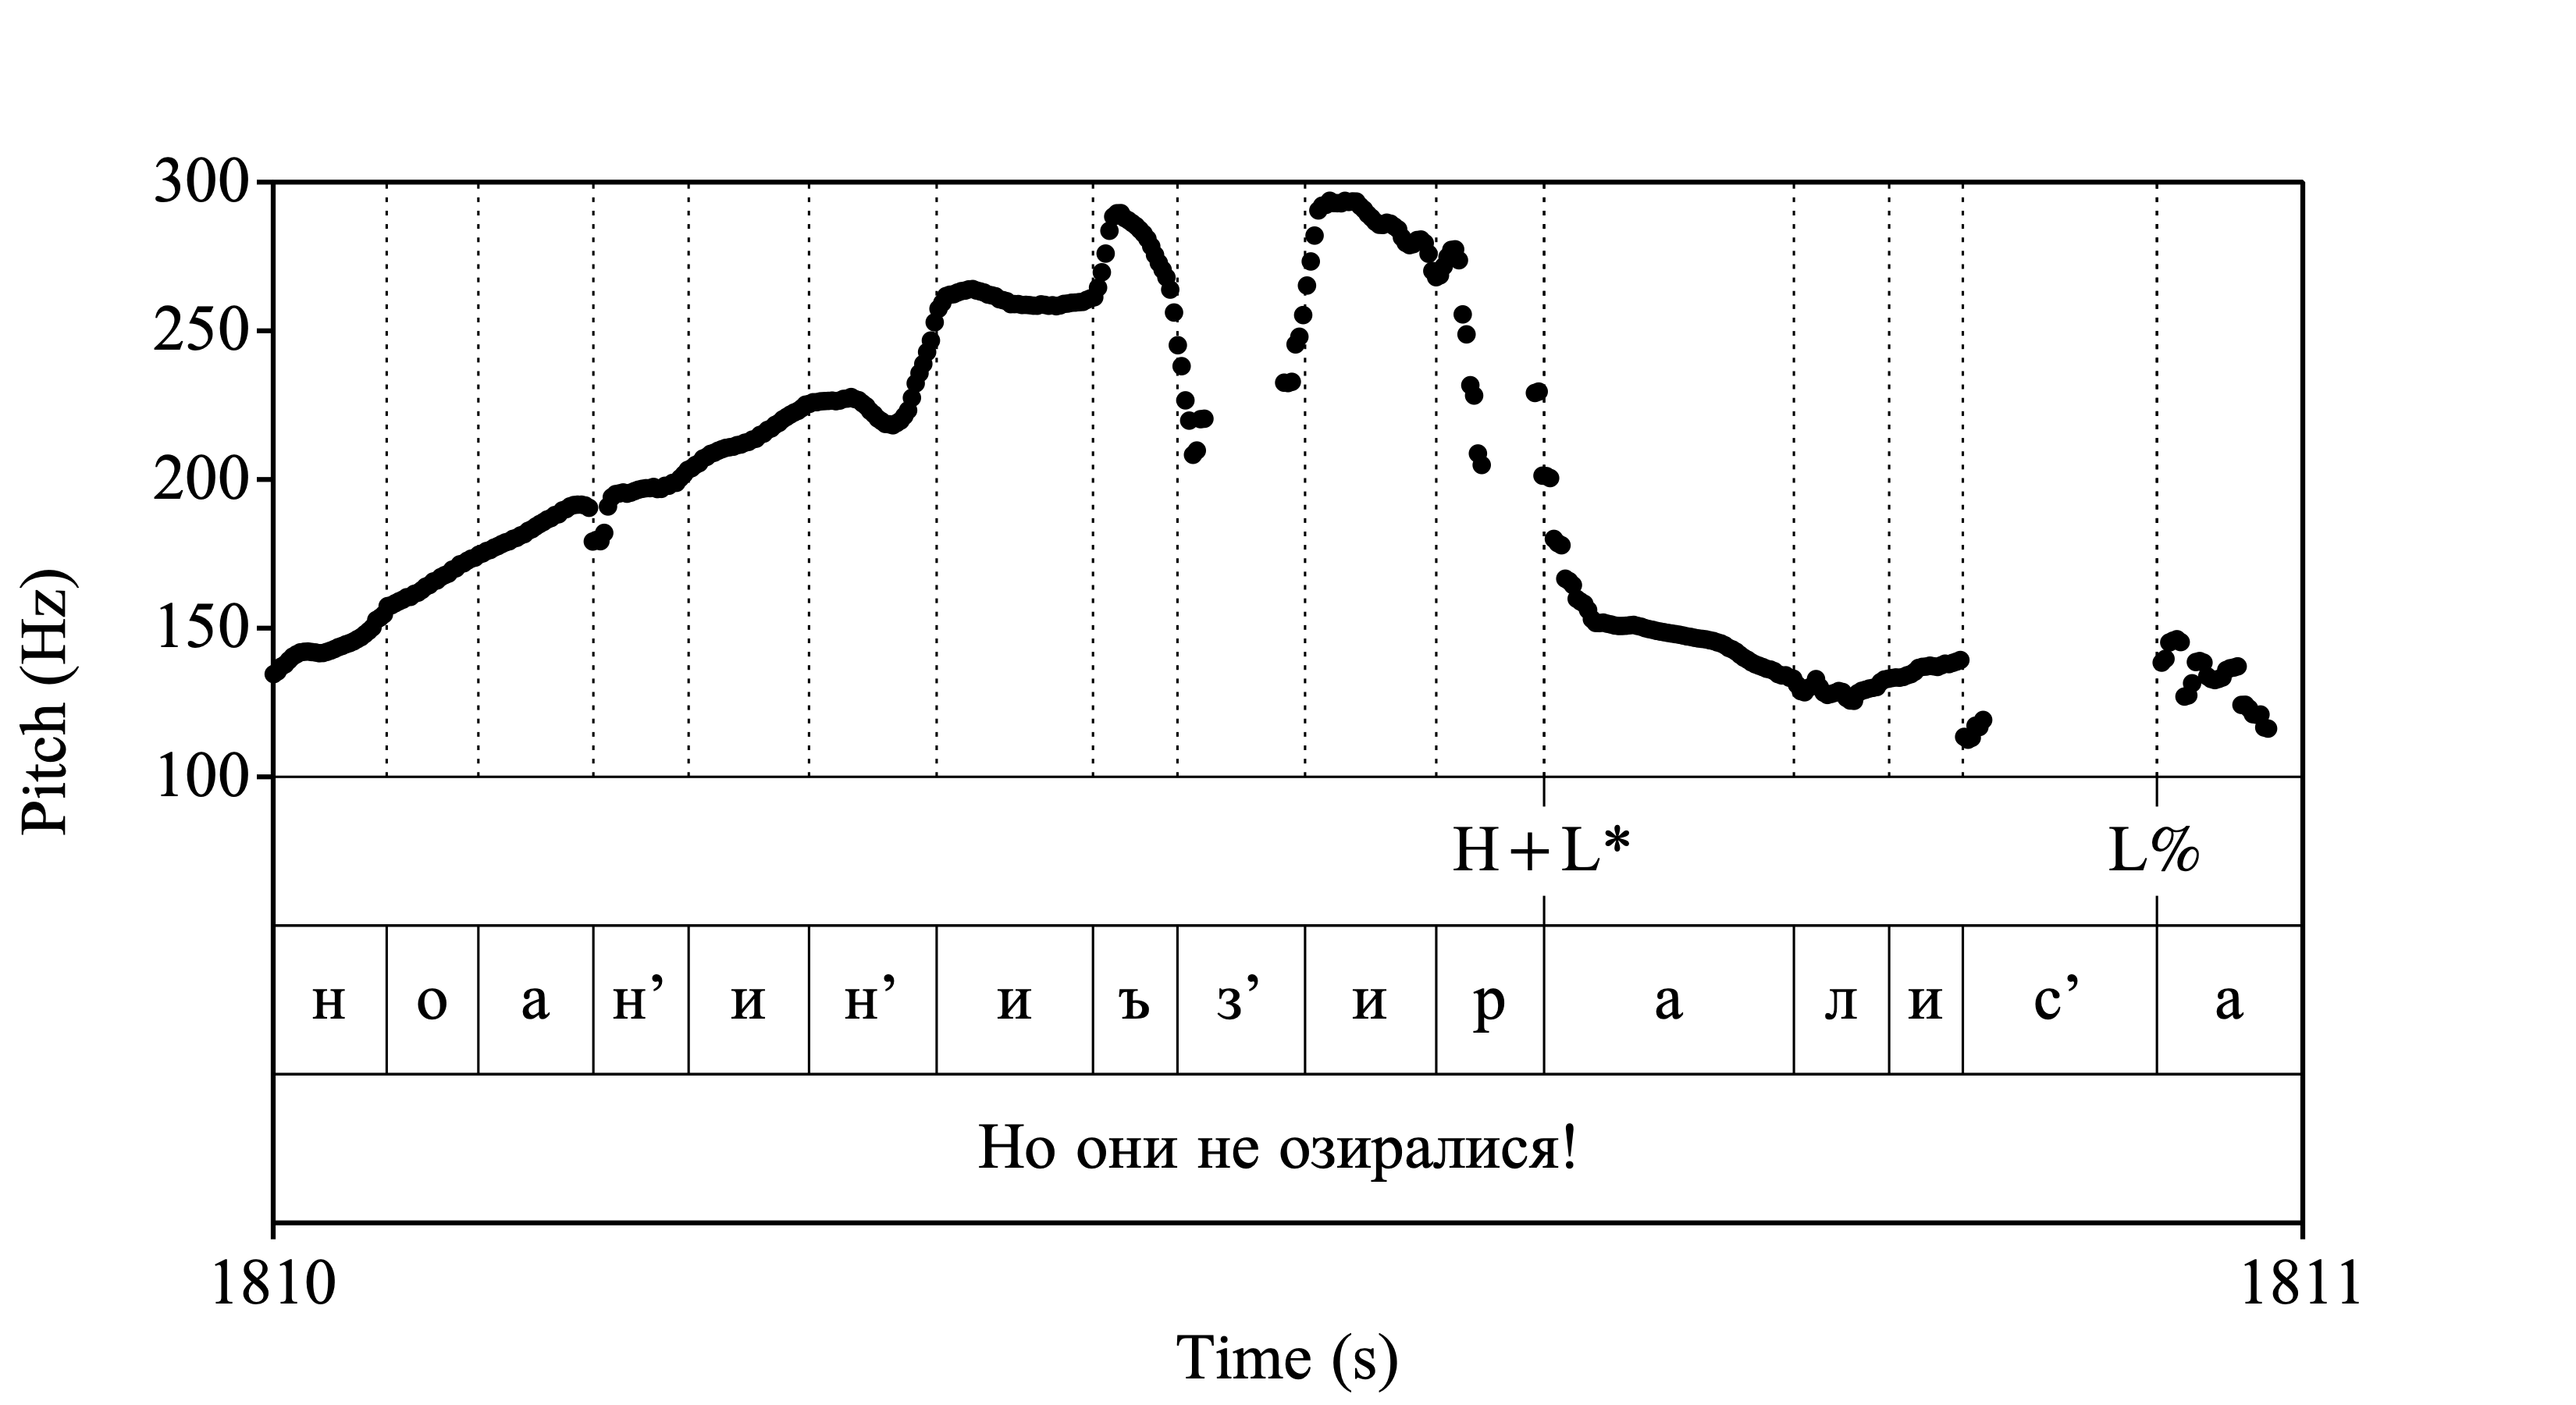 300
250
200
150
100
Pitch (Hz)
H+L* L%
н о а н’ и н’ и ъ з’ и р а л и с’ а
Но они не озиралися!
1810 1811
Time (s)